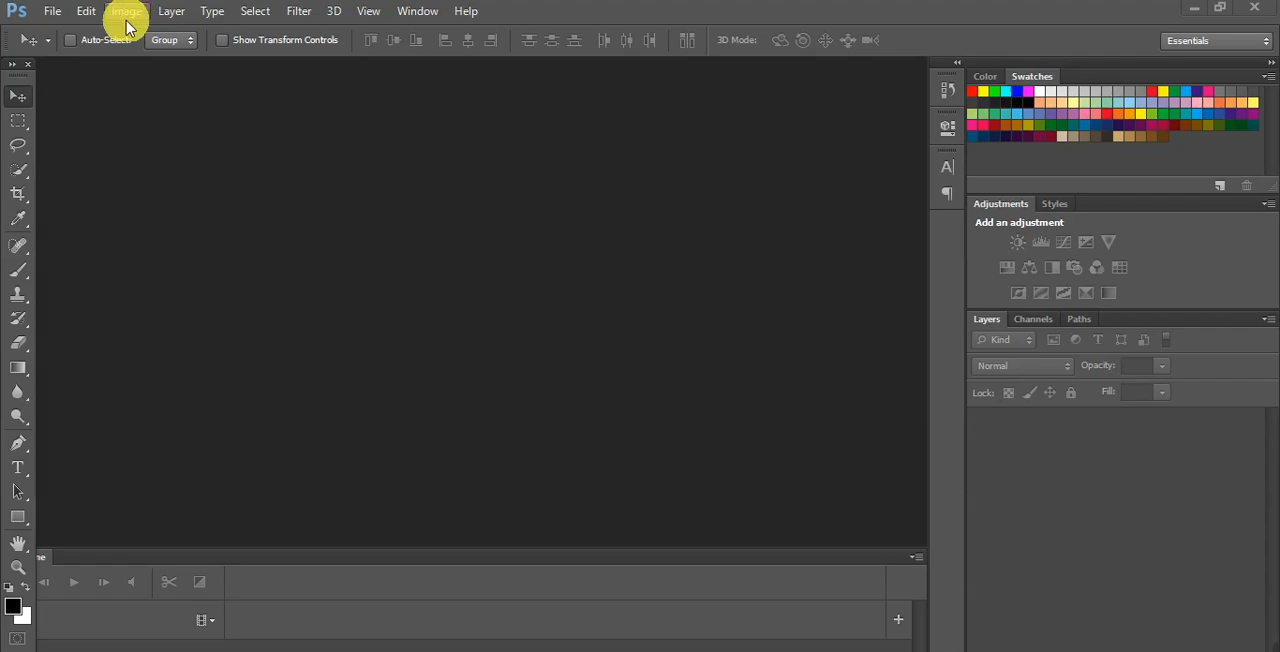 Ps File Edit Image Layer Type Select Filter 3D View Window Help
Auto-Select: Group Show Transform Controls 3D Mode: Essentials
Color Swatches
Adjustments Styles
Add an adjustment
Layers Channels Paths
Kind T
Normal Opacity:
Lock: Fill:
A
¶
T